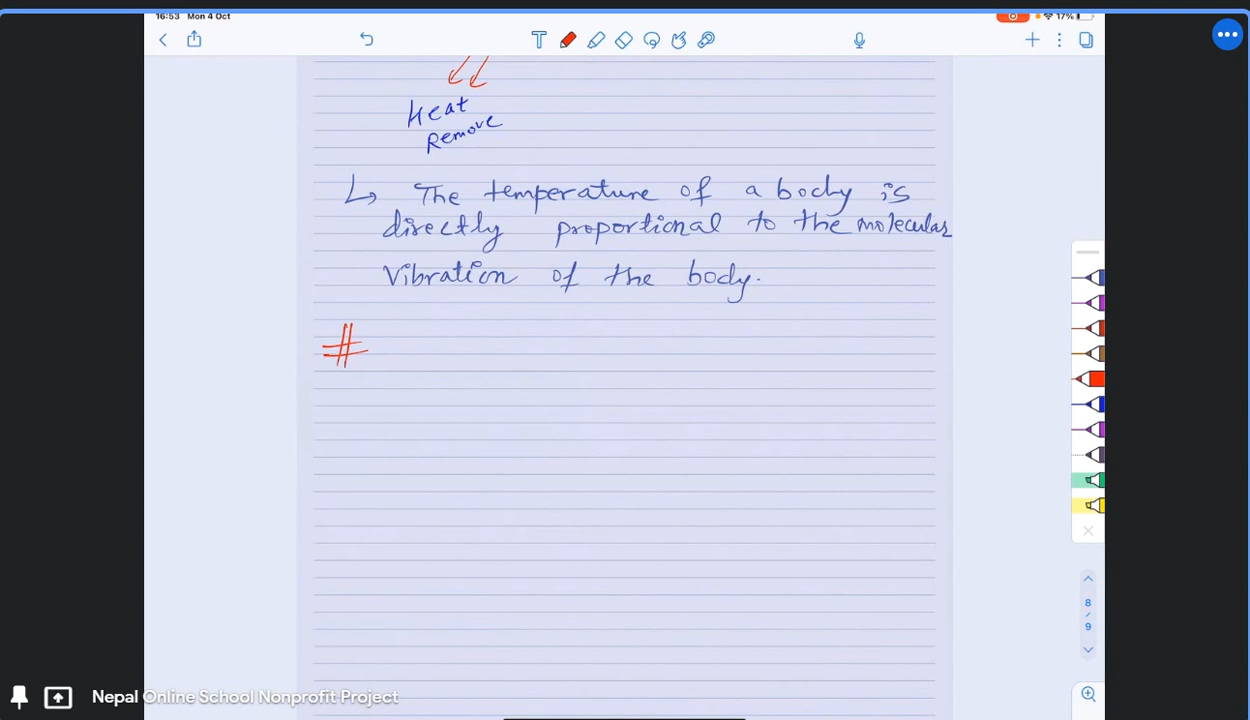 16:53 Mon 4 Oct
17%
T
Heat
Remove
↳ The temperature of a body is
directly proportional to the molecular
vibration of the body.
#
8
/
9
Nepal Online School Nonprofit Project